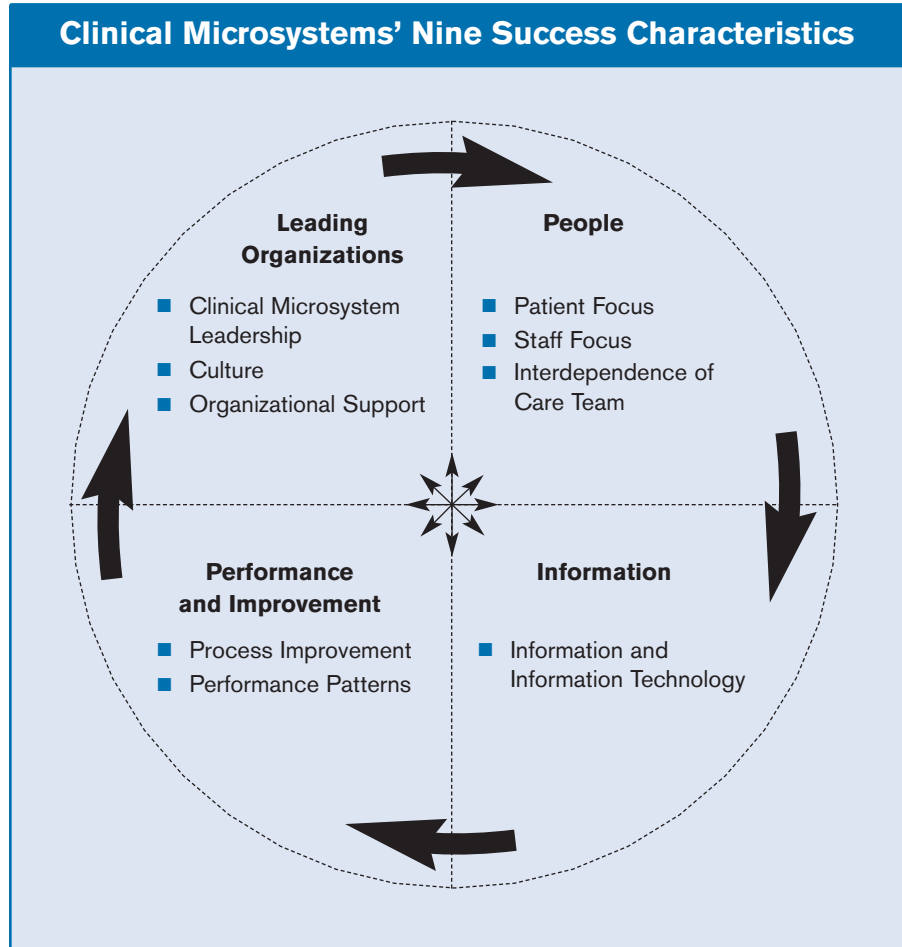 Clinical Microsystems’ Nine Success Characteristics
Leading
Organizations
Clinical Microsystem
Leadership
Culture
Organizational Support
People
Patient Focus
Staff Focus
Interdependence of
Care Team
Performance
and Improvement
Process Improvement
Performance Patterns
Information
Information and
Information Technology